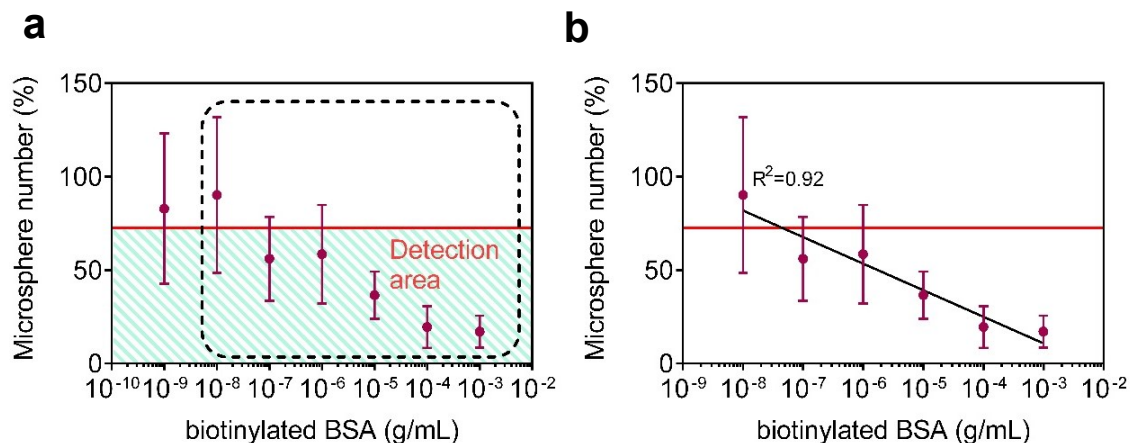 a
150
100
50
0
Microsphere number (%)
Detection
area
10⁻¹⁰ 10⁻⁹ 10⁻⁸ 10⁻⁷ 10⁻⁶ 10⁻⁵ 10⁻⁴ 10⁻³ 10⁻²
biotinylated BSA (g/mL)
b
150
100
50
0
Microsphere number (%)
R²=0.92
10⁻⁹ 10⁻⁸ 10⁻⁷ 10⁻⁶ 10⁻⁵ 10⁻⁴ 10⁻³ 10⁻²
biotinylated BSA (g/mL)